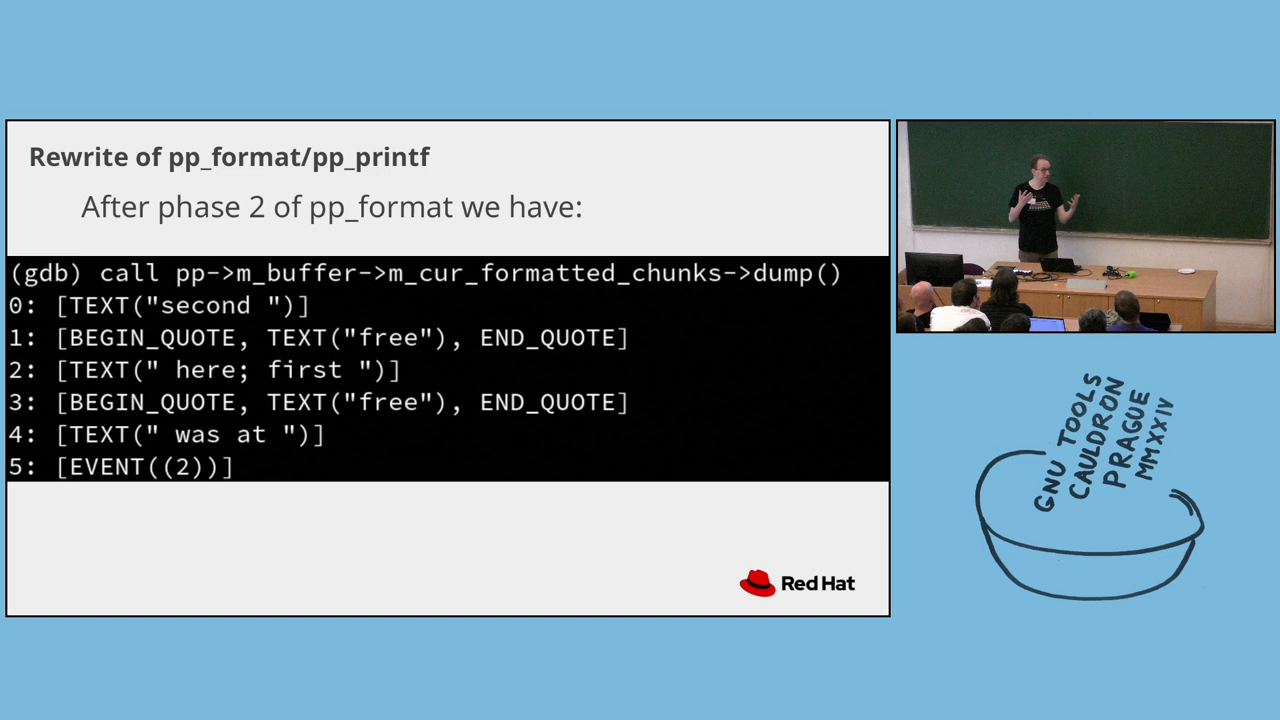 Rewrite of pp_format/pp_printf
After phase 2 of pp_format we have:
(gdb) call pp->m_buffer->m_cur_formatted_chunks->dump()
0: [TEXT("second ")]
1: [BEGIN_QUOTE, TEXT("free"), END_QUOTE]
2: [TEXT(" here; first ")]
3: [BEGIN_QUOTE, TEXT("free"), END_QUOTE]
4: [TEXT(" was at ")]
5: [EVENT((2))]
Red Hat
GNU TOOLS
CAULDRON
PRAGUE
MMXXIV